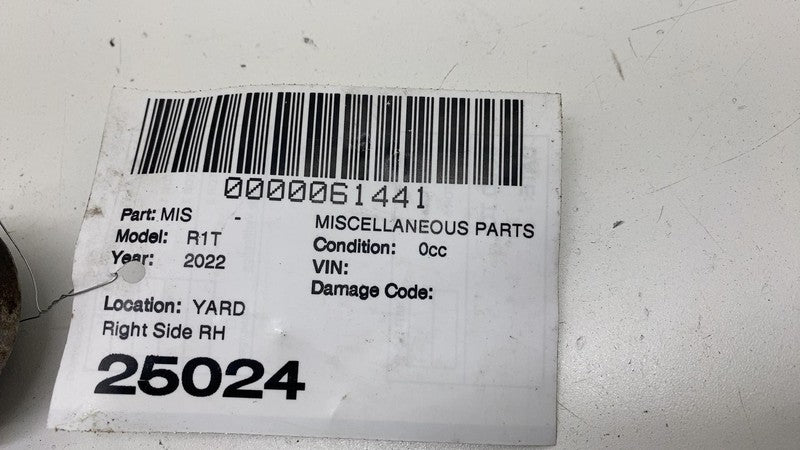 0000061441
Part: MIS - MISCELLANEOUS PARTS
Model: R1T Condition: 0cc
Year: 2022 VIN:
Damage Code:
Location: YARD
Right Side RH
25024